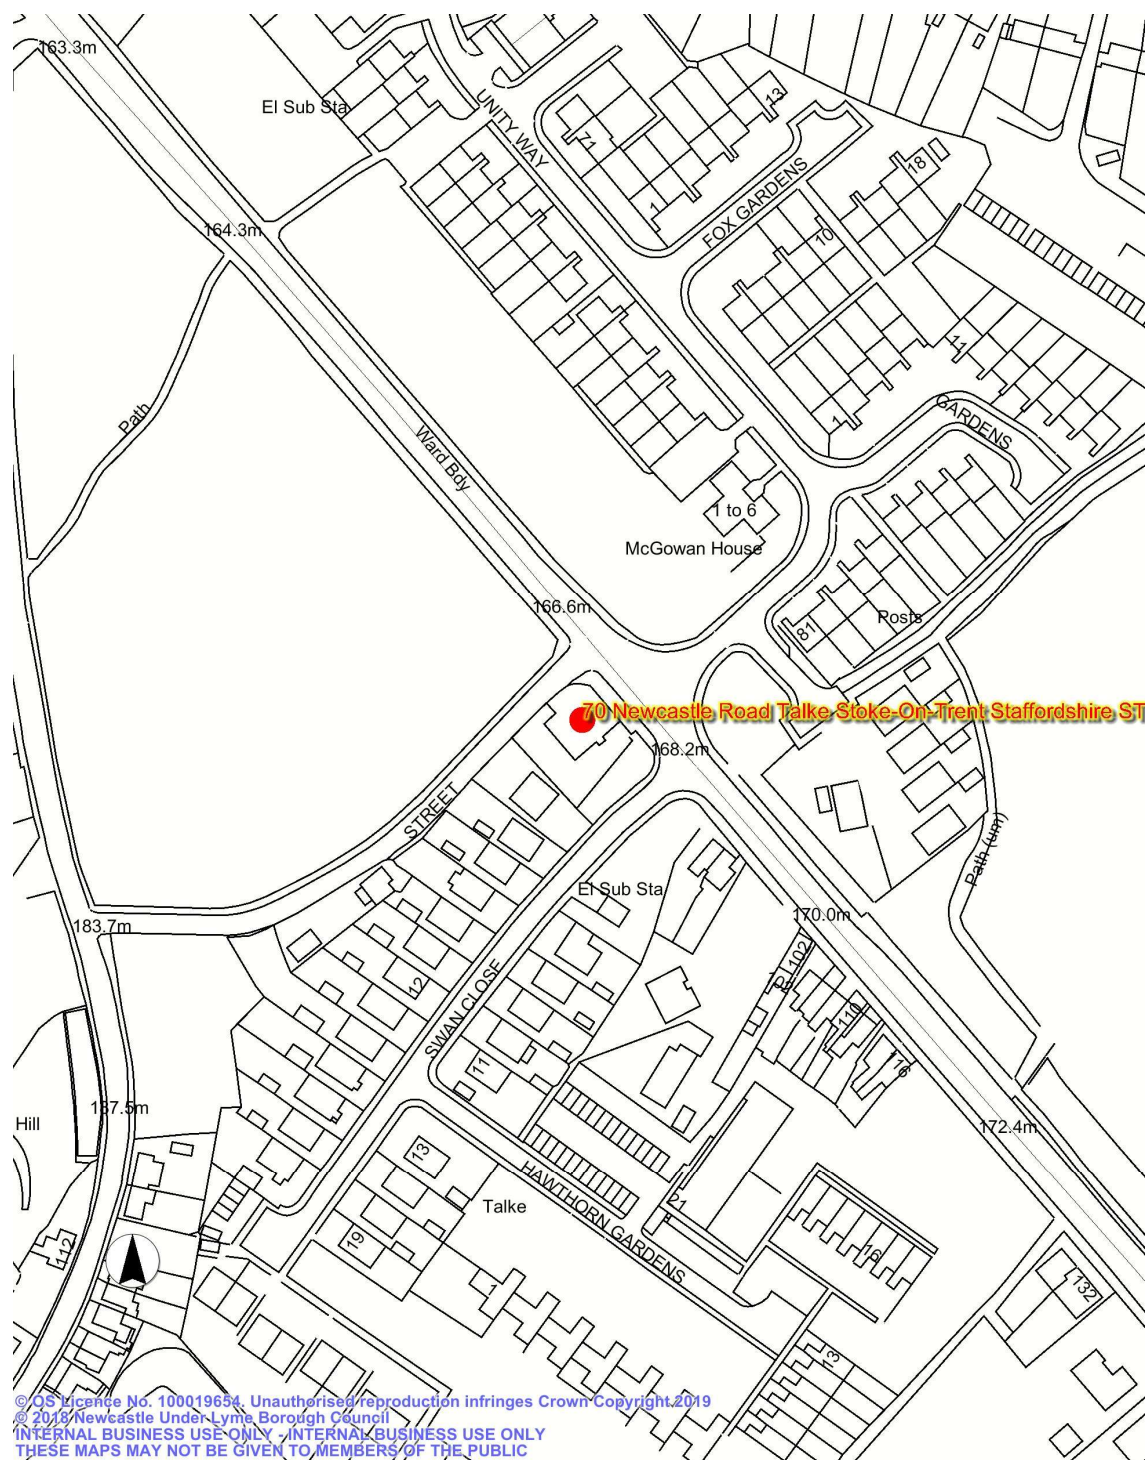 163.3m
El Sub Sta
UNITY WAY
71
13
1
FOX GARDENS
18
10
164.3m
11
1
GARDENS
Path
Ward Bdy
1 to 6
McGowan House
166.6m
81
Posts
70 Newcastle Road Talke Stoke-On-Trent Staffordshire ST
168.2m
STREET
Path (um)
El Sub Sta
170.0m
183.7m
102
102
12
SWAN CLOSE
110
116
11
187.5m
Hill
172.4m
13
HAWTHORN GARDENS
21
Talke
19
16
112
1
132
13
© OS Licence No. 100019654. Unauthorised reproduction infringes Crown Copyright.2019
© 2018 Newcastle Under Lyme Borough Council
INTERNAL BUSINESS USE ONLY - INTERNAL BUSINESS USE ONLY
THESE MAPS MAY NOT BE GIVEN TO MEMBERS OF THE PUBLIC